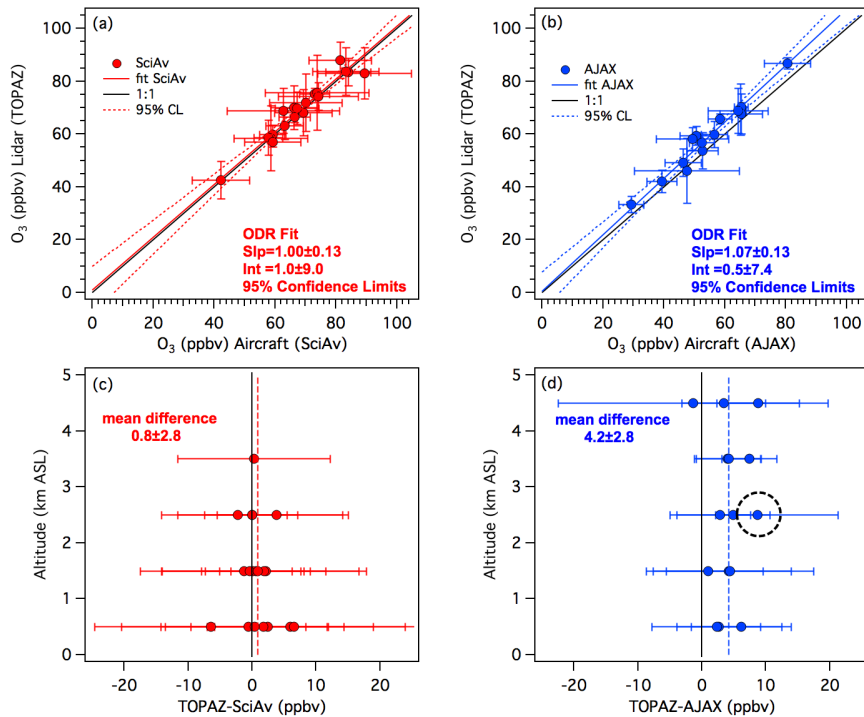 (a)
SciAv
fit SciAv
1:1
95% CL
ODR Fit
Slp=1.00±0.13
Int =1.0±9.0
95% Confidence Limits
O3 (ppbv) Lidar (TOPAZ)
100
80
60
40
20
0
0 20 40 60 80 100
O3 (ppbv) Aircraft (SciAv)
(b)
AJAX
fit AJAX
1:1
95% CL
ODR Fit
Slp=1.07±0.13
Int =0.5±7.4
95% Confidence Limits
O3 (ppbv) Lidar (TOPAZ)
100
80
60
40
20
0
0 20 40 60 80 100
O3 (ppbv) Aircraft (AJAX)
(c)
mean difference
0.8±2.8
Altitude (km ASL)
5
4
3
2
1
0
-20 -10 0 10 20
TOPAZ-SciAv (ppbv)
(d)
mean difference
4.2±2.8
Altitude (km ASL)
5
4
3
2
1
0
-20 -10 0 10 20
TOPAZ-AJAX (ppbv)